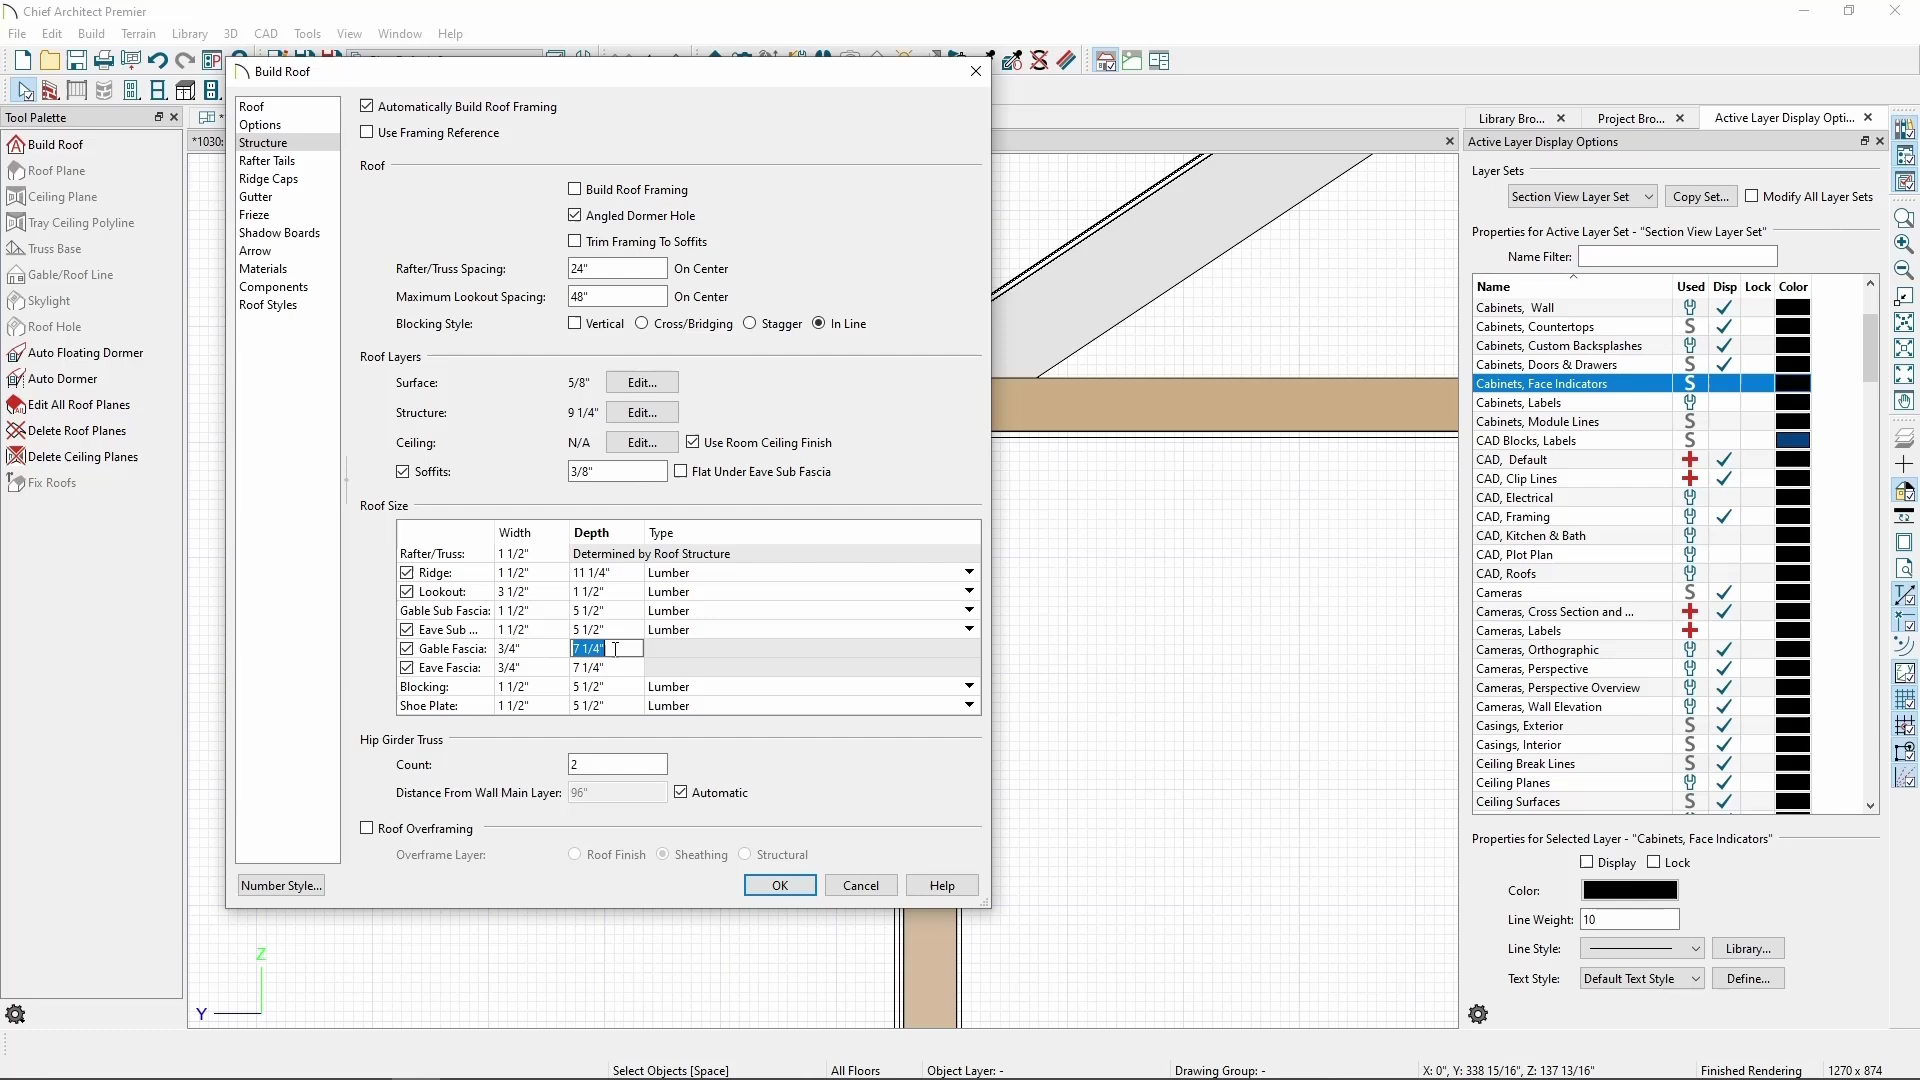 Chief Architect Premier
File Edit Build Terrain Library 3D CAD Tools View Window Help
Tool Palette
Build Roof
Roof Plane
Ceiling Plane
Tray Ceiling Polyline
Truss Base
Gable/Roof Line
Skylight
Roof Hole
Auto Floating Dormer
Auto Dormer
Edit All Roof Planes
Delete Roof Planes
Delete Ceiling Planes
Fix Roofs
*1030:
Build Roof
Roof
Options
Structure
Rafter Tails
Ridge Caps
Gutter
Frieze
Shadow Boards
Arrow
Materials
Components
Roof Styles
Automatically Build Roof Framing
Use Framing Reference
Roof
Build Roof Framing
Angled Dormer Hole
Trim Framing To Soffits
Rafter/Truss Spacing: 24" On Center
Maximum Lookout Spacing: 48" On Center
Blocking Style: Vertical Cross/Bridging Stagger In Line
Roof Layers
Surface: 5/8" Edit...
Structure: 9 1/4" Edit...
Ceiling: N/A Edit... Use Room Ceiling Finish
Soffits: 3/8" Flat Under Eave Sub Fascia
Roof Size
Width Depth Type
Rafter/Truss: 1 1/2" Determined by Roof Structure
Ridge: 1 1/2" 11 1/4" Lumber
Lookout: 3 1/2" 1 1/2" Lumber
Gable Sub Fascia: 1 1/2" 5 1/2" Lumber
Eave Sub ... 1 1/2" 5 1/2" Lumber
Gable Fascia: 3/4" 7 1/4"
Eave Fascia: 3/4" 7 1/4"
Blocking: 1 1/2" 5 1/2" Lumber
Shoe Plate: 1 1/2" 5 1/2" Lumber
Hip Girder Truss
Count: 2
Distance From Wall Main Layer: 96" Automatic
Roof Overframing
Overframe Layer: Roof Finish Sheathing Structural
Number Style... OK Cancel Help
Z
Y
Library Bro... Project Bro... Active Layer Display Opti...
Active Layer Display Options
Layer Sets
Section View Layer Set Copy Set... Modify All Layer Sets
Properties for Active Layer Set - "Section View Layer Set"
Name Filter:
Name Used Disp Lock Color
Cabinets, Wall
Cabinets, Countertops S
Cabinets, Custom Backsplashes
Cabinets, Doors & Drawers S
Cabinets, Face Indicators S
Cabinets, Labels
Cabinets, Module Lines S
CAD Blocks, Labels S
CAD, Default
CAD, Clip Lines
CAD, Electrical
CAD, Framing
CAD, Kitchen & Bath
CAD, Plot Plan
CAD, Roofs
Cameras S
Cameras, Cross Section and ...
Cameras, Labels
Cameras, Orthographic
Cameras, Perspective
Cameras, Perspective Overview
Cameras, Wall Elevation
Casings, Exterior S
Casings, Interior S
Ceiling Break Lines S
Ceiling Planes
Ceiling Surfaces S
Properties for Selected Layer - "Cabinets, Face Indicators"
Display Lock
Color:
Line Weight: 10
Line Style: Library...
Text Style: Default Text Style Define...
Select Objects [Space] All Floors Object Layer: - Drawing Group: - X: 0", Y: 338 15/16", Z: 137 13/16" Finished Rendering 1270 x 874